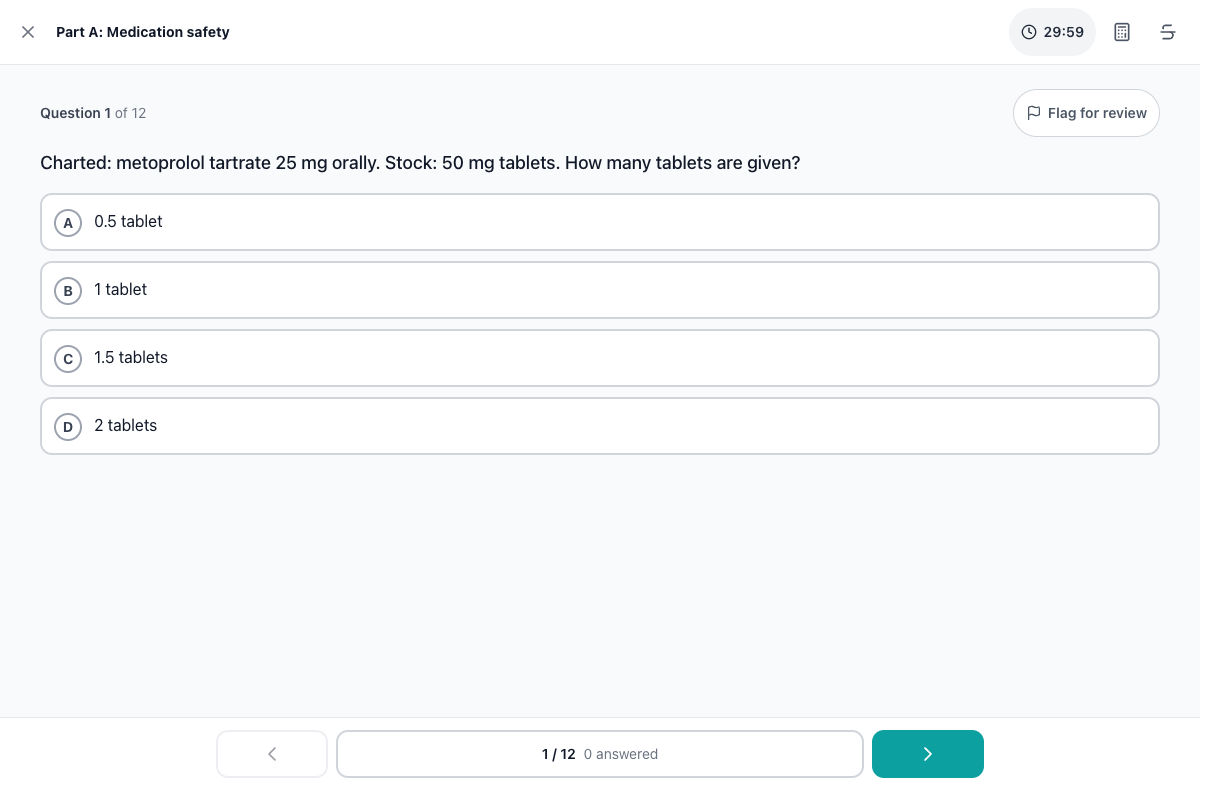 Part A: Medication safety
29:59
Question 1 of 12
Flag for review
Charted: metoprolol tartrate 25 mg orally. Stock: 50 mg tablets. How many tablets are given?
A 0.5 tablet
B 1 tablet
C 1.5 tablets
D 2 tablets
1 / 12 0 answered